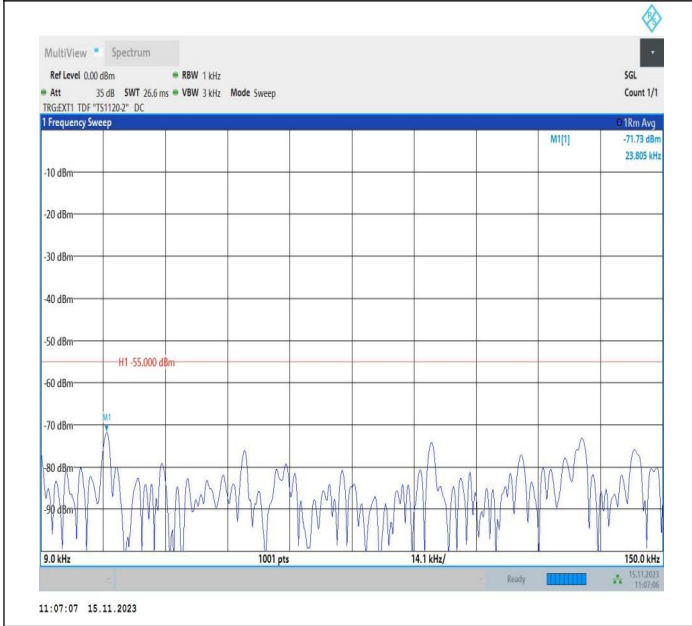 MultiView Spectrum
Ref Level 0.00 dBm RBW 1 kHz SGL
Att 35 dB SWT 26.6 ms VBW 3 kHz Mode Sweep Count 1/1
TRG:EXT1 TDF "TS1120-2" DC
1 Frequency Sweep 1Rm Avg
M1[1] -71.73 dBm
23.805 kHz
-10 dBm
-20 dBm
-30 dBm
-40 dBm
-50 dBm
H1 -55.000 dBm
-60 dBm
M1
-70 dBm
-80 dBm
-90 dBm
9.0 kHz 1001 pts 14.1 kHz/ 150.0 kHz
Ready 15.11.2023
11:07:06
11:07:07 15.11.2023